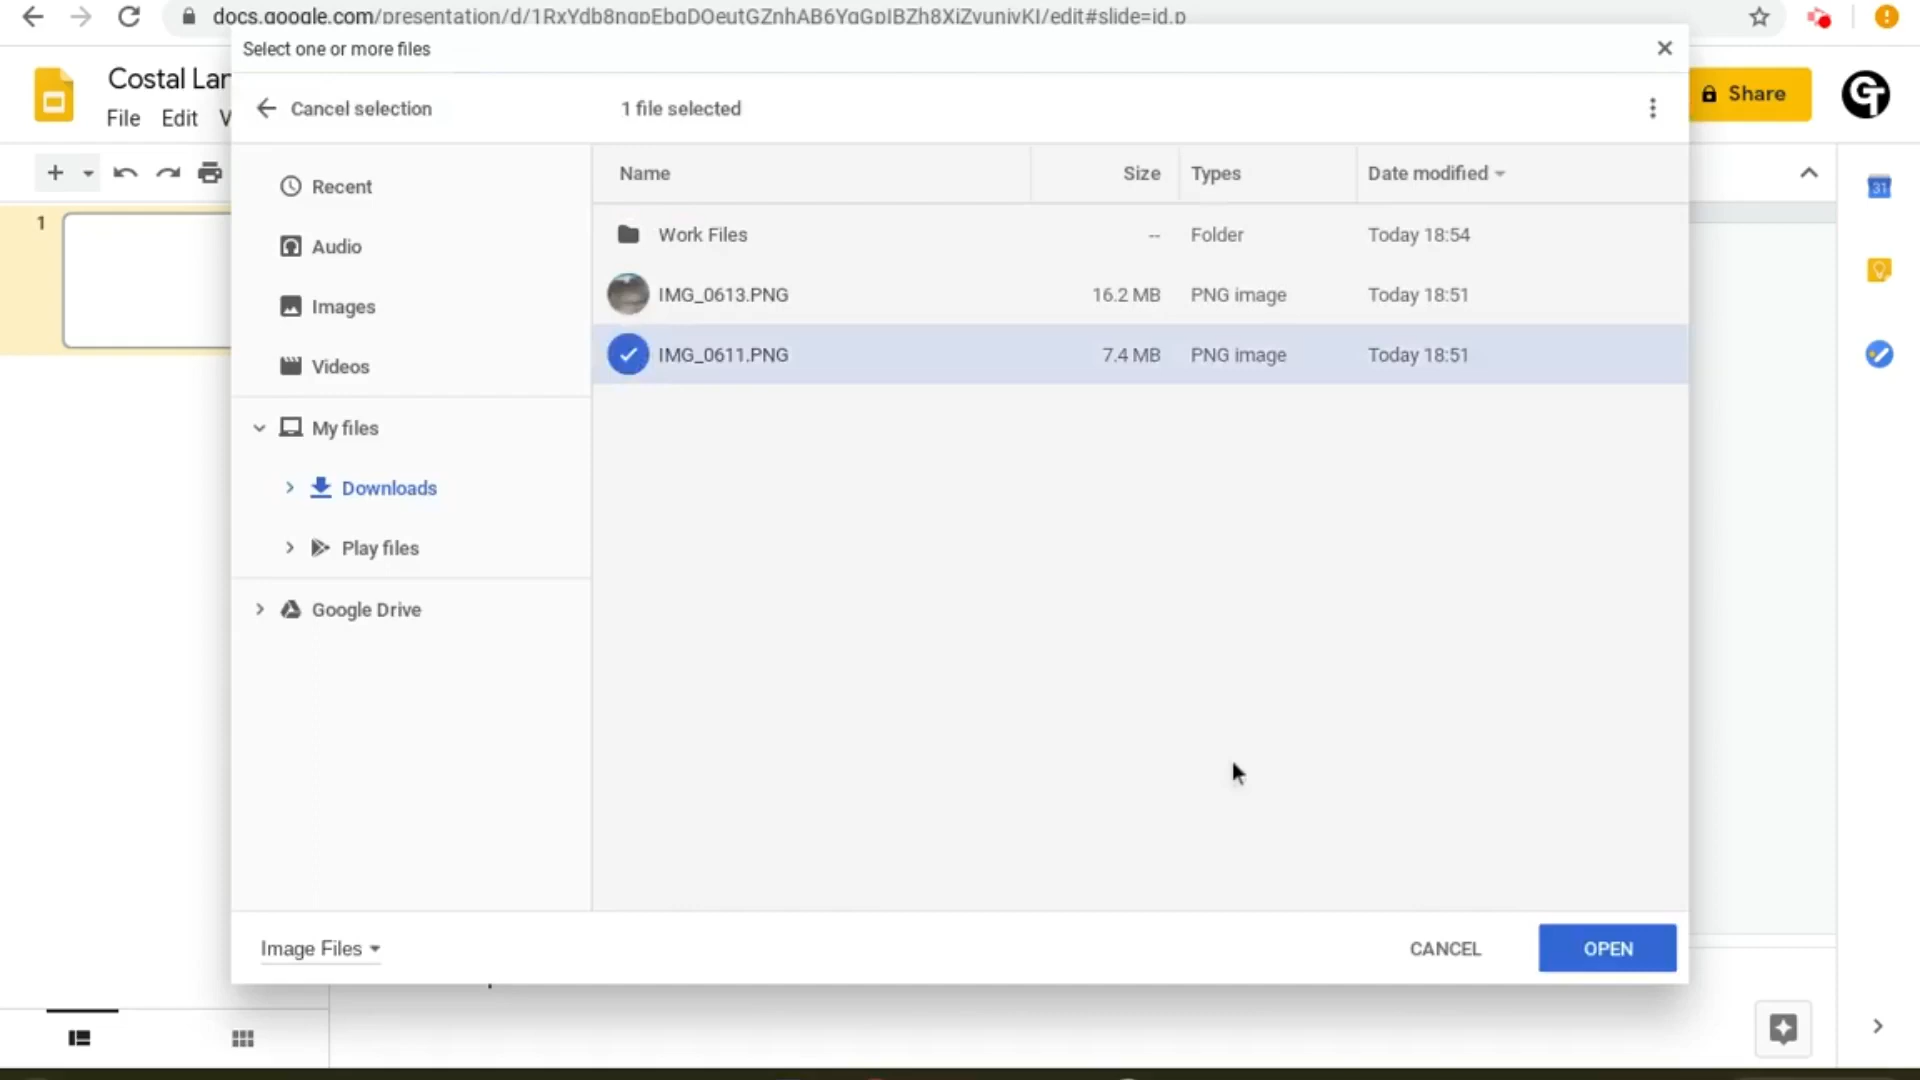 docs.google.com/presentation/d/1RxYdb8nqpEbqDOeutGZnhAB6YqGpIBZh8XiZvunivKI/edit#slide=id.p
Select one or more files
Costal Lan
File Edit V
Cancel selection
1 file selected
Share
Recent
Audio
Images
Videos
My files
Downloads
Play files
Google Drive
Name Size Types Date modified
Work Files -- Folder Today 18:54
IMG_0613.PNG 16.2 MB PNG image Today 18:51
IMG_0611.PNG 7.4 MB PNG image Today 18:51
31
1
Image Files
CANCEL
OPEN